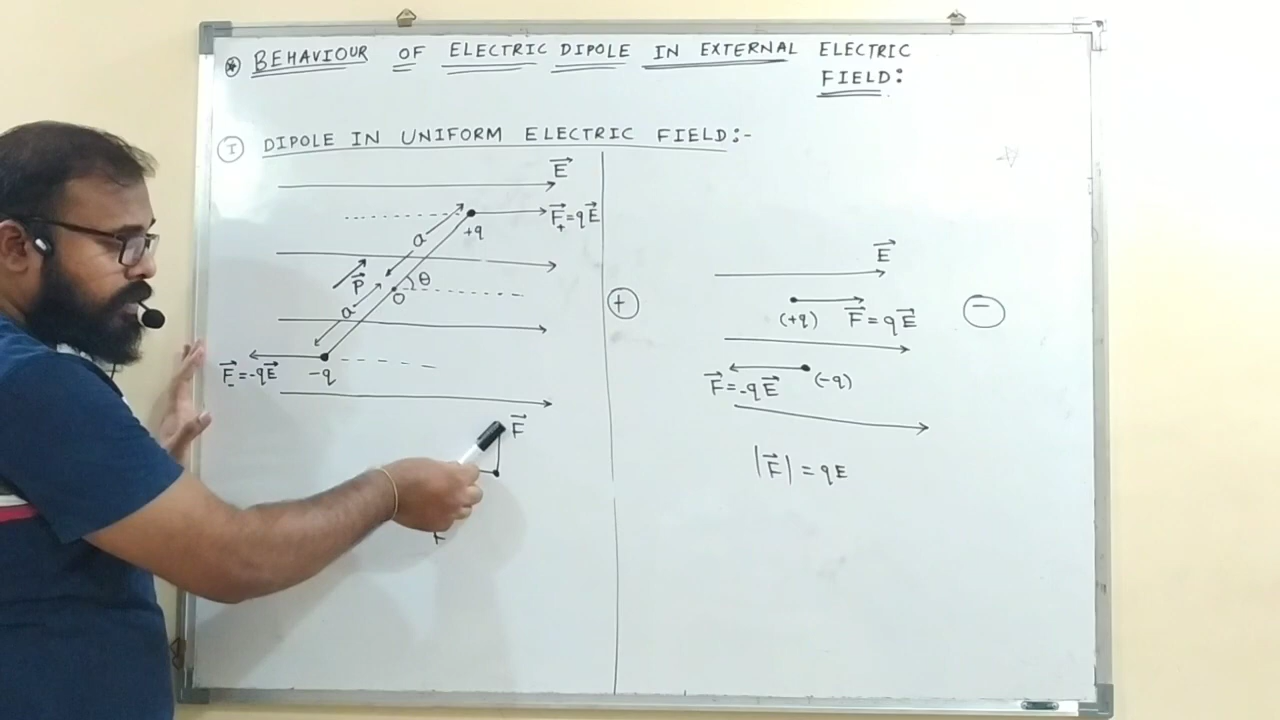 * BEHAVIOUR OF ELECTRIC DIPOLE IN EXTERNAL ELECTRIC
FIELD:
I DIPOLE IN UNIFORM ELECTRIC FIELD:-
E⃗
F⃗₊=qE⃗
+q
a
P⃗
θ
O
a
F⃗₋=-qE⃗
-q
F⃗
+
E⃗
(+q) F⃗=qE⃗
−
F⃗=-qE⃗ (-q)
|F⃗| = qE